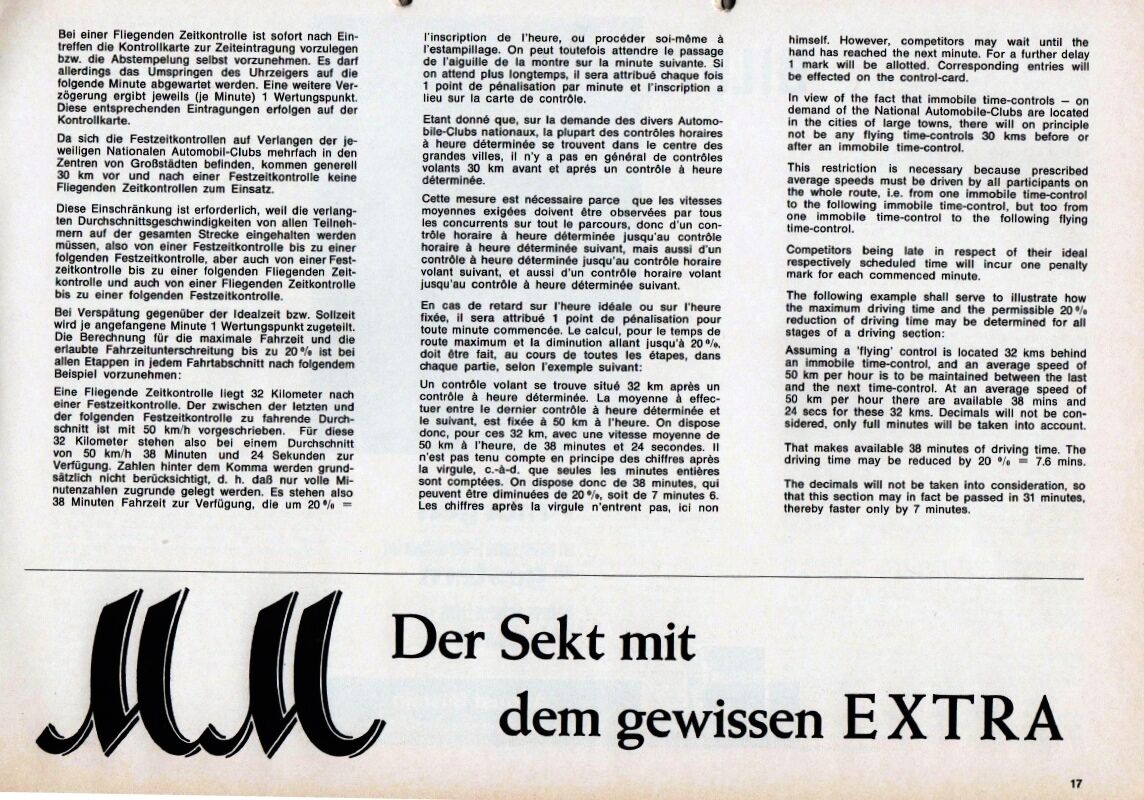 Bei einer Fliegenden Zeitkontrolle ist sofort nach Ein-
treffen die Kontrollkarte zur Zeiteintragung vorzulegen
bzw. die Abstempelung selbst vorzunehmen. Es darf
allerdings das Umspringen des Uhrzeigers auf die
folgende Minute abgewartet werden. Eine weitere Ver-
zögerung ergibt jeweils (je Minute) 1 Wertungspunkt.
Diese entsprechenden Eintragungen erfolgen auf der
Kontrollkarte.
Da sich die Festzeitkontrollen auf Verlangen der je-
weiligen Nationalen Automobil-Clubs mehrfach in den
Zentren von Großstädten befinden, kommen generell
30 km vor und nach einer Festzeitkontrolle keine
Fliegenden Zeitkontrollen zum Einsatz.
Diese Einschränkung ist erforderlich, weil die verlang-
ten Durchschnittsgeschwindigkeiten von allen Teilneh-
mern auf der gesamten Strecke eingehalten werden
müssen, also von einer Festzeitkontrolle bis zu einer
folgenden Festzeitkontrolle, aber auch von einer Fest-
zeitkontrolle bis zu einer folgenden Fliegenden Zeit-
kontrolle und auch von einer Fliegenden Zeitkontrolle
bis zu einer folgenden Festzeitkontrolle.
Bei Verspätung gegenüber der Idealzeit bzw. Sollzeit
wird je angefangene Minute 1 Wertungspunkt zugeteilt.
Die Berechnung für die maximale Fahrzeit und die
erlaubte Fahrzeitunterschreitung bis zu 20 % ist bei
allen Etappen in jedem Fahrtabschnitt nach folgendem
Beispiel vorzunehmen:
Eine Fliegende Zeitkontrolle liegt 32 Kilometer nach
einer Festzeitkontrolle. Der zwischen der letzten und
der folgenden Festzeitkontrolle zu fahrende Durch-
schnitt ist mit 50 km/h vorgeschrieben. Für diese
32 Kilometer stehen also bei einem Durchschnitt
von 50 km/h 38 Minuten und 24 Sekunden zur
Verfügung. Zahlen hinter dem Komma werden grund-
sätzlich nicht berücksichtigt, d. h. daß nur volle Mi-
nutenzahlen zugrunde gelegt werden. Es stehen also
38 Minuten Fahrzeit zur Verfügung, die um 20 % =
l'inscription de l'heure, ou procéder soi-même à
l'estampillage. On peut toutefois attendre le passage
de l'aiguille de la montre sur la minute suivante. Si
on attend plus longtemps, il sera attribué chaque fois
1 point de pénalisation par minute et l'inscription a
lieu sur la carte de contrôle.
Etant donné que, sur la demande des divers Automo-
bile-Clubs nationaux, la plupart des contrôles horaires
à heure déterminée se trouvent dans le centre des
grandes villes, il n'y a pas en général de contrôles
volants 30 km avant et aprés un contrôle à heure
déterminée.
Cette mesure est nécessaire parce que les vitesses
moyennes exigées doivent être observées par tous
les concurrents sur tout le parcours, donc d'un con-
trôle horaire à heure déterminée jusqu'au contrôle
horaire à heure déterminée suivant, mais aussi d'un
contrôle à heure déterminée jusqu'au contrôle horaire
volant suivant, et aussi d'un contrôle horaire volant
jusqu'au contrôle à heure déterminée suivant.
En cas de retard sur l'heure idéale ou sur l'heure
fixée, il sera attribué 1 point de pénalisation pour
toute minute commencée. Le calcul, pour le temps de
route maximum et la diminution allant jusqu'à 20 %,
doit être fait, au cours de toutes les étapes, dans
chaque partie, selon l'exemple suivant:
Un contrôle volant se trouve situé 32 km après un
contrôle à heure déterminée. La moyenne à effec-
tuer entre le dernier contrôle à heure déterminée et
le suivant, est fixée à 50 km à l'heure. On dispose
donc, pour ces 32 km, avec une vitesse moyenne de
50 km à l'heure, de 38 minutes et 24 secondes. Il
n'est pas tenu compte en principe des chiffres après
la virgule, c.-à-d. que seules les minutes entières
sont comptées. On dispose donc de 38 minutes, qui
peuvent être diminuées de 20 %, soit de 7 minutes 6.
Les chiffres après la virgule n'entrent pas, ici non
himself. However, competitors may wait until the
hand has reached the next minute. For a further delay
1 mark will be allotted. Corresponding entries will
be effected on the control-card.
In view of the fact that immobile time-controls — on
demand of the National Automobile-Clubs are located
in the cities of large towns, there will on principle
not be any flying time-controls 30 kms before or
after an immobile time-control.
This restriction is necessary because prescribed
average speeds must be driven by all participants on
the whole route, i.e. from one immobile time-control
to the following immobile time-control, but too from
one immobile time-control to the following flying
time-control.
Competitors being late in respect of their ideal
respectively scheduled time will incur one penalty
mark for each commenced minute.
The following example shall serve to illustrate how
the maximum driving time and the permissible 20 %
reduction of driving time may be determined for all
stages of a driving section:
Assuming a 'flying' control is located 32 kms behind
an immobile time-control, and an average speed of
50 km per hour is to be maintained between the last
and the next time-control. At an average speed of
50 km per hour there are available 38 mins and
24 secs for these 32 kms. Decimals will not be con-
sidered, only full minutes will be taken into account.
That makes available 38 minutes of driving time. The
driving time may be reduced by 20 % = 7.6 mins.
The decimals will not be taken into consideration, so
that this section may in fact be passed in 31 minutes,
thereby faster only by 7 minutes.
MM
Der Sekt mit
dem gewissen EXTRA
17